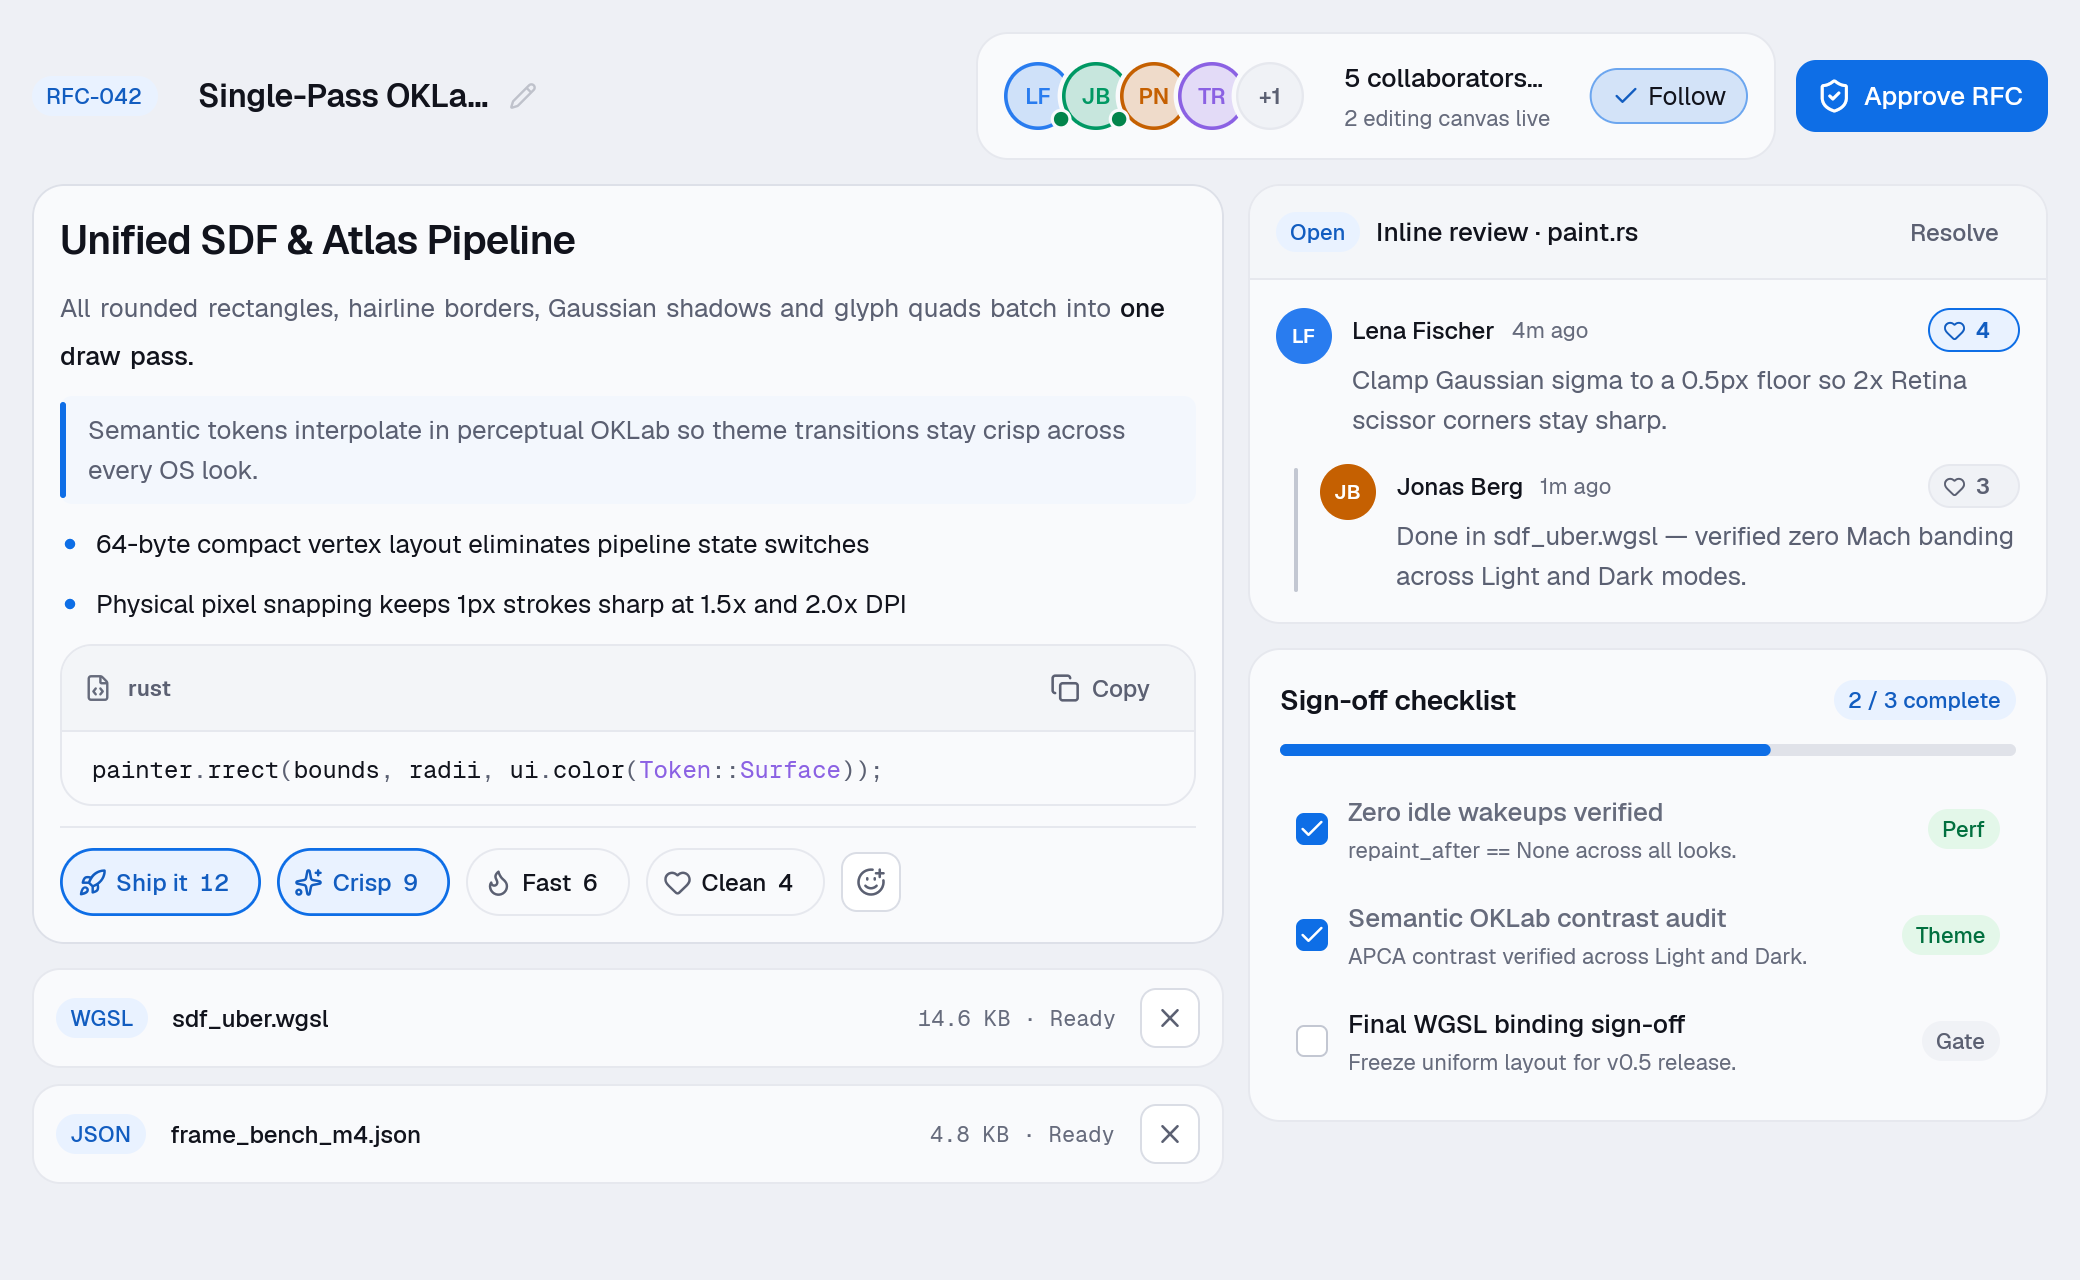 RFC-042
Single-Pass OKLa...
LF
JB
PN
TR
+1
5 collaborators...
2 editing canvas live
Follow
Approve RFC
Unified SDF & Atlas Pipeline
All rounded rectangles, hairline borders, Gaussian shadows and glyph quads batch into one
draw pass.
Semantic tokens interpolate in perceptual OKLab so theme transitions stay crisp across
every OS look.
64-byte compact vertex layout eliminates pipeline state switches
Physical pixel snapping keeps 1px strokes sharp at 1.5x and 2.0x DPI
rust
Copy
painter.rrect(bounds, radii, ui.color(Token::Surface));
Ship it 12
Crisp 9
Fast 6
Clean 4
WGSL
sdf_uber.wgsl
14.6 KB · Ready
JSON
frame_bench_m4.json
4.8 KB · Ready
Open
Inline review · paint.rs
Resolve
LF
Lena Fischer 4m ago
4
Clamp Gaussian sigma to a 0.5px floor so 2x Retina
scissor corners stay sharp.
JB
Jonas Berg 1m ago
3
Done in sdf_uber.wgsl — verified zero Mach banding
across Light and Dark modes.
Sign-off checklist
2 / 3 complete
Zero idle wakeups verified
repaint_after == None across all looks.
Perf
Semantic OKLab contrast audit
APCA contrast verified across Light and Dark.
Theme
Final WGSL binding sign-off
Freeze uniform layout for v0.5 release.
Gate